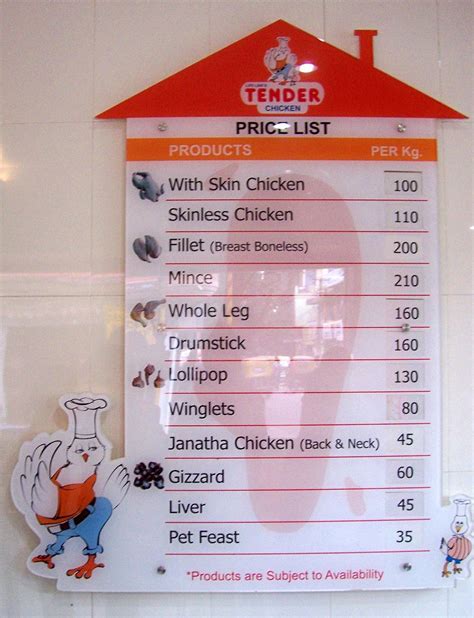 TENDER
CHICKEN
PRICE LIST
PRODUCTS PER Kg.
With Skin Chicken 100
Skinless Chicken 110
Fillet (Breast Boneless) 200
Mince 210
Whole Leg 160
Drumstick 160
Lollipop 130
Winglets 80
Janatha Chicken (Back & Neck) 45
Gizzard 60
Liver 45
Pet Feast 35
*Products are Subject to Availability